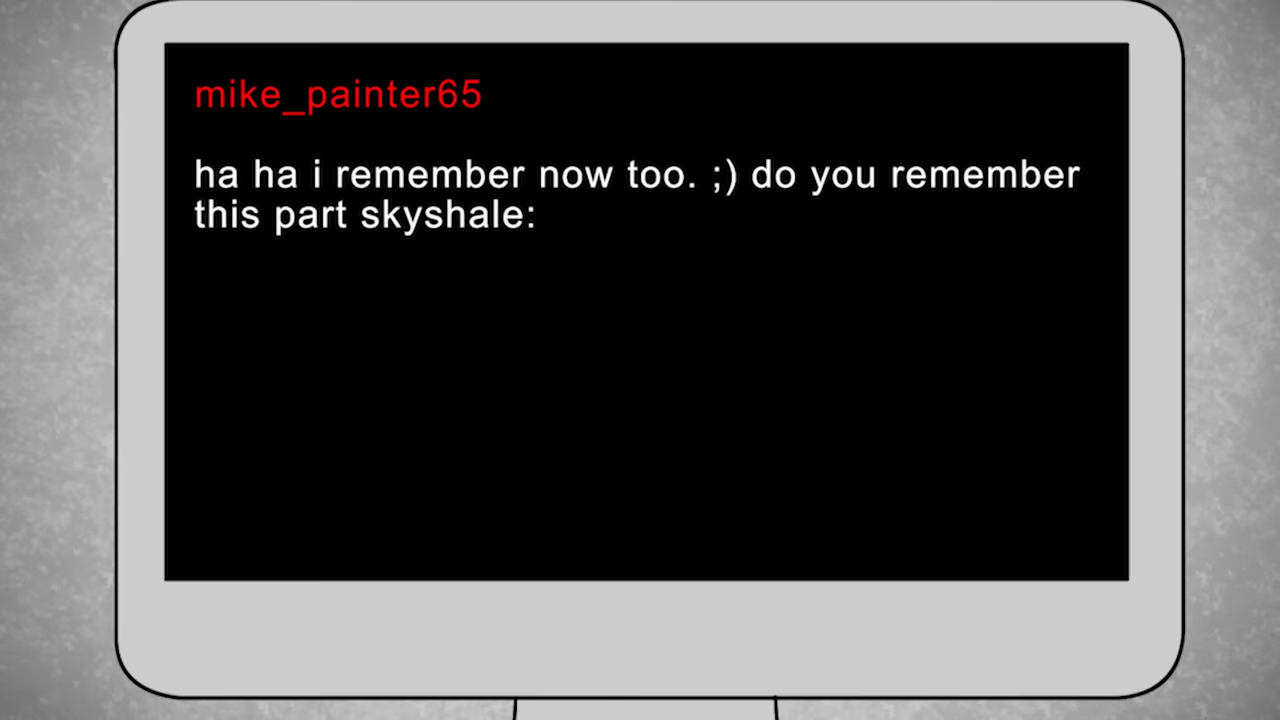 mike_painter65
ha ha i remember now too. ;) do you remember
this part skyshale: